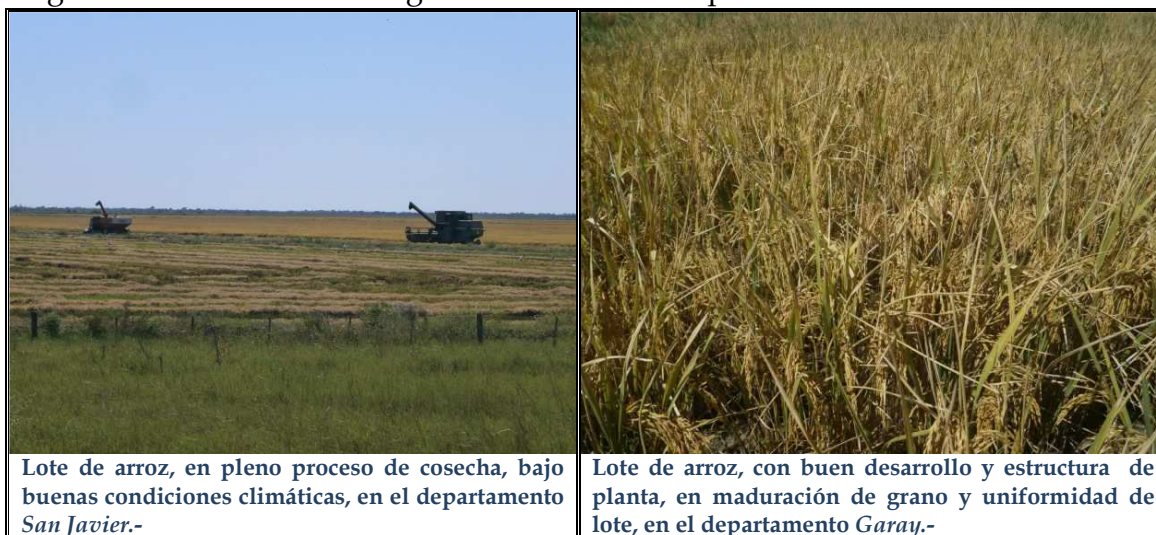 Lote de arroz, en pleno proceso de cosecha, bajo
buenas condiciones climáticas, en el departamento
San Javier.-
Lote de arroz, con buen desarrollo y estructura de
planta, en maduración de grano y uniformidad de
lote, en el departamento Garay.-